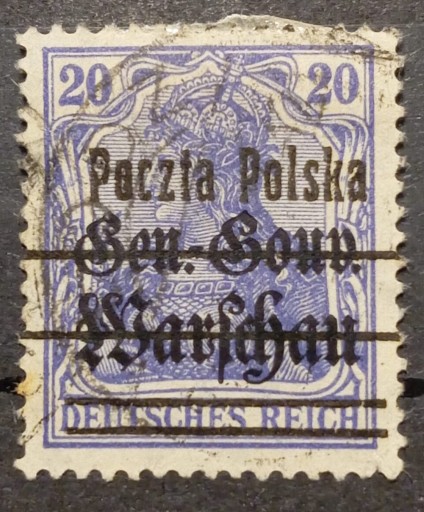 20 20
Poczta Polska
Gen.-Gouv.
Warschau
DEUTSCHES REICH